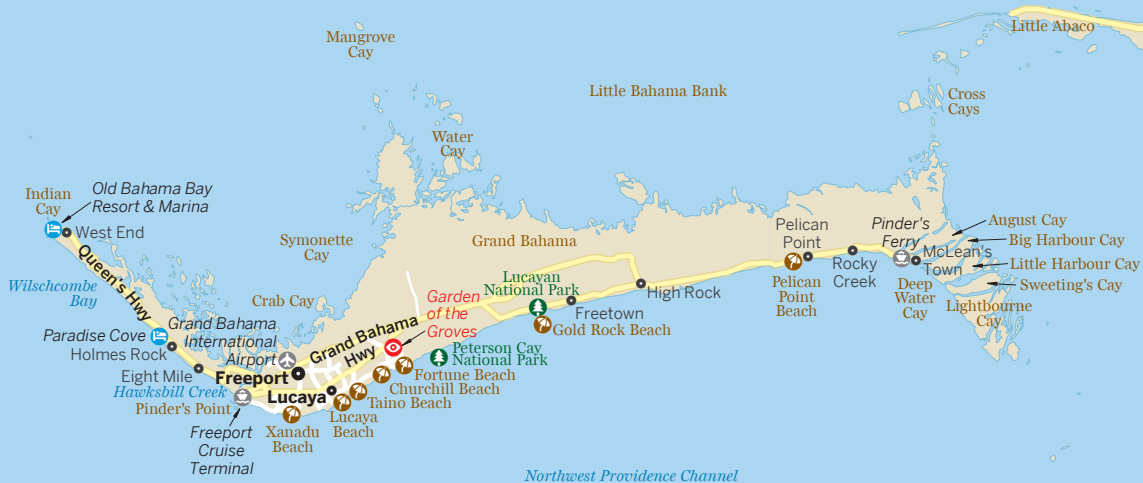 Little Abaco
Mangrove
Cay
Little Bahama Bank
Cross
Cays
Water
Cay
Indian
Cay
Old Bahama Bay
Resort & Marina
West End
Queen's Hwy
Symonette
Cay
Grand Bahama
Pelican
Point
Pinder's
Ferry
August Cay
Big Harbour Cay
McLean's
Town
Little Harbour Cay
Sweeting's Cay
Rocky
Creek
Deep
Water
Cay
Lightbourne
Cay
Pelican
Point
Beach
Wilschcombe
Bay
Lucayan
National Park
High Rock
Crab Cay
Garden
of the
Groves
Freetown
Gold Rock Beach
Paradise Cove
Grand Bahama
International
Airport
Grand Bahama
Hwy
Holmes Rock
Peterson Cay
National Park
Eight Mile
Freeport
Fortune Beach
Churchill Beach
Hawksbill Creek
Lucaya
Taino Beach
Pinder's Point
Lucaya
Beach
Xanadu
Beach
Freeport
Cruise
Terminal
Northwest Providence Channel